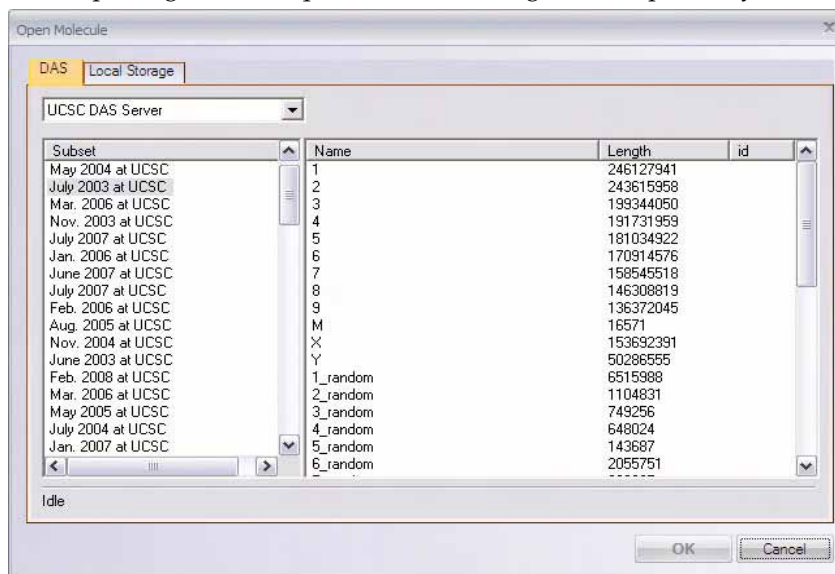 Open Molecule
DAS Local Storage
UCSC DAS Server
Subset Name Length id
May 2004 at UCSC 1 246127941
July 2003 at UCSC 2 243615958
Mar. 2006 at UCSC 3 199344050
Nov. 2003 at UCSC 4 191731959
July 2007 at UCSC 5 181034922
Jan. 2006 at UCSC 6 170914576
June 2007 at UCSC 7 158545518
July 2007 at UCSC 8 146308819
Feb. 2006 at UCSC 9 136372045
Aug. 2005 at UCSC M 16571
Nov. 2004 at UCSC X 153692391
June 2003 at UCSC Y 50286555
Feb. 2008 at UCSC 1_random 6515988
Mar. 2006 at UCSC 2_random 1104831
May 2005 at UCSC 3_random 749256
July 2004 at UCSC 4_random 648024
Jan. 2007 at UCSC 5_random 143687
6_random 2055751
Idle
OK Cancel